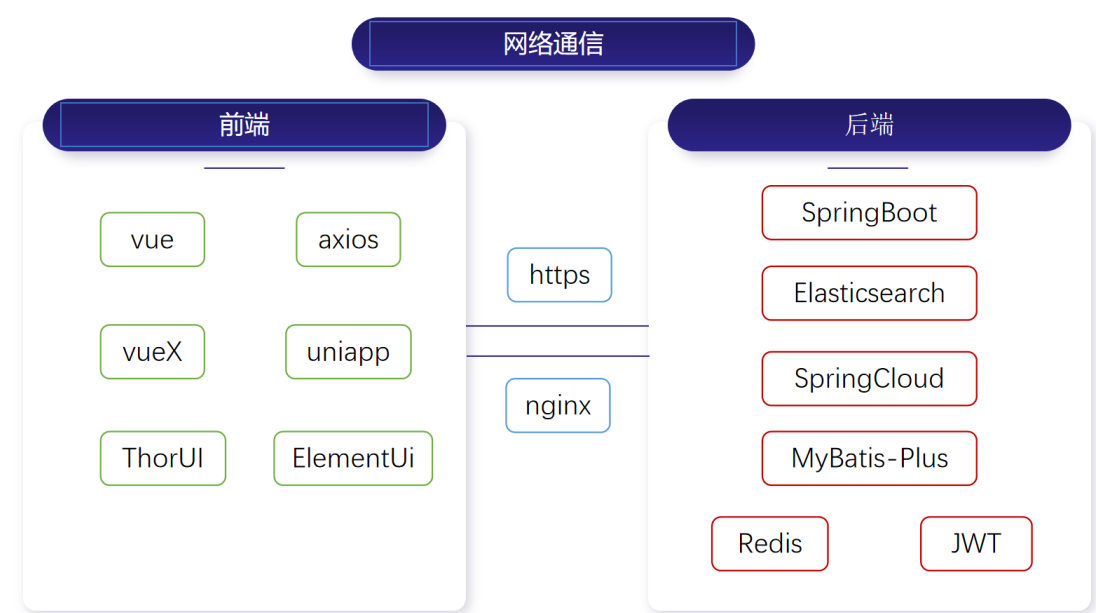 网络通信
前端
vue
axios
vueX
uniapp
ThorUI
ElementUi
https
nginx
后端
SpringBoot
Elasticsearch
SpringCloud
MyBatis-Plus
Redis
JWT